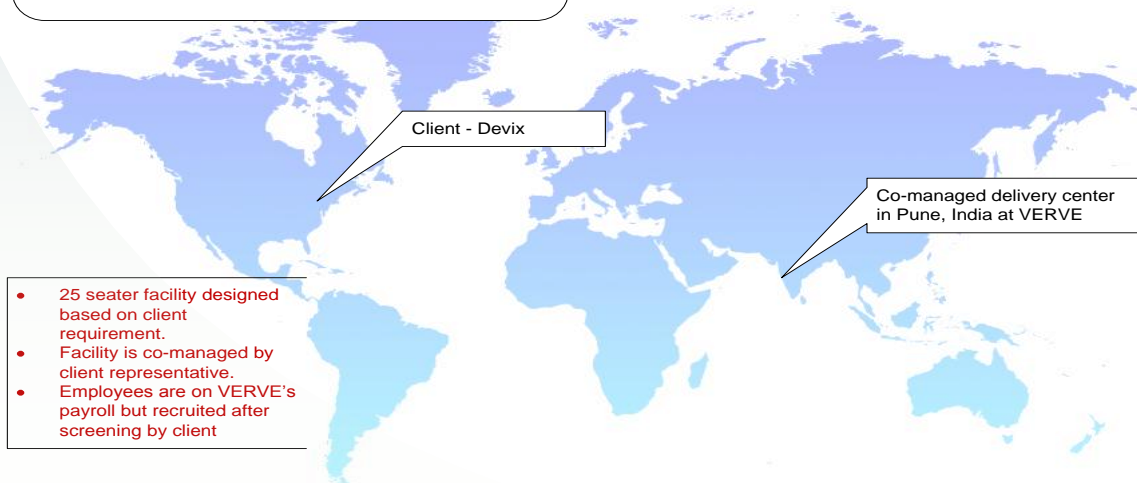 Client - Devix
Co-managed delivery center
in Pune, India at VERVE
• 25 seater facility designed
based on client
requirement.
• Facility is co-managed by
client representative.
• Employees are on VERVE's
payroll but recruited after
screening by client